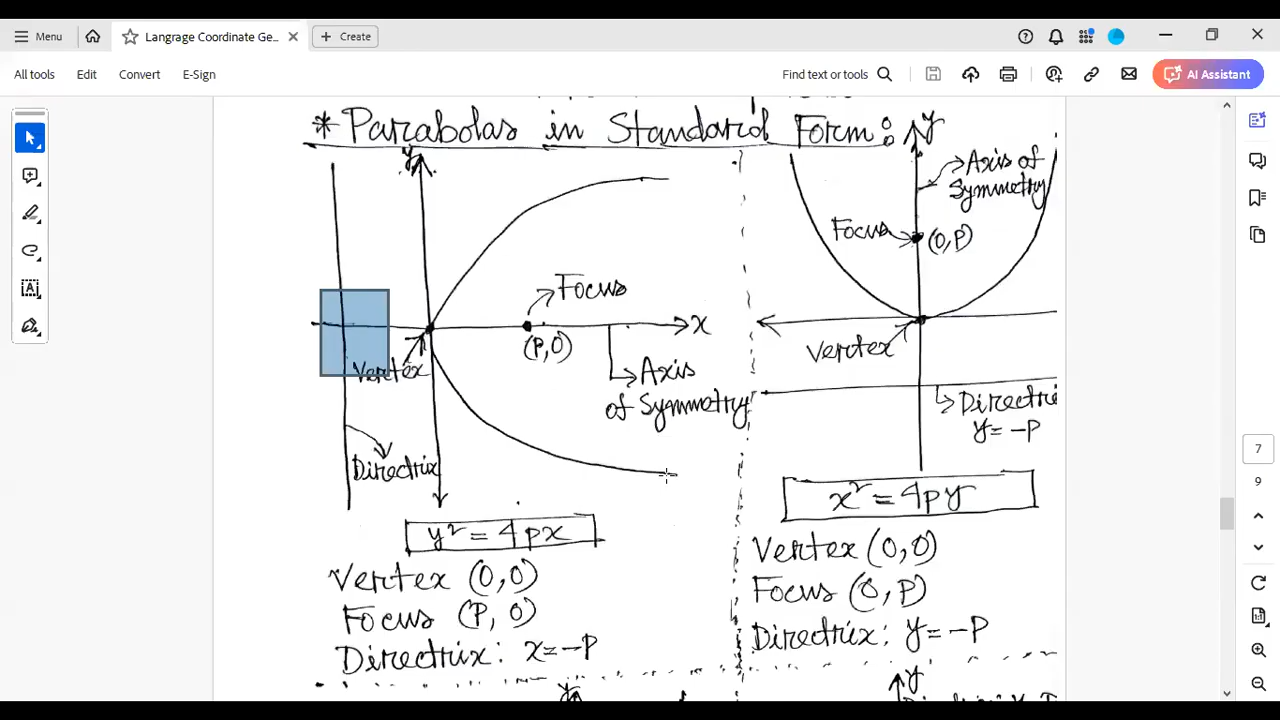 Menu
Langrage Coordinate Ge...
Create
All tools
Edit
Convert
E-Sign
Find text or tools
AI Assistant
* Parabolas in Standard Form:
y
Focus
(P,0)
x
Vertex
Axis
of Symmetry
Directrix
y² = 4px
Vertex (0,0)
Focus (P, 0)
Directrix: x=-P
y
Axis of
Symmetry
Focus
(0,P)
Vertex
Directri
y=-P
x² = 4py
Vertex (0,0)
Focus (0,P)
Directrix: y=-P
y
y
7
9